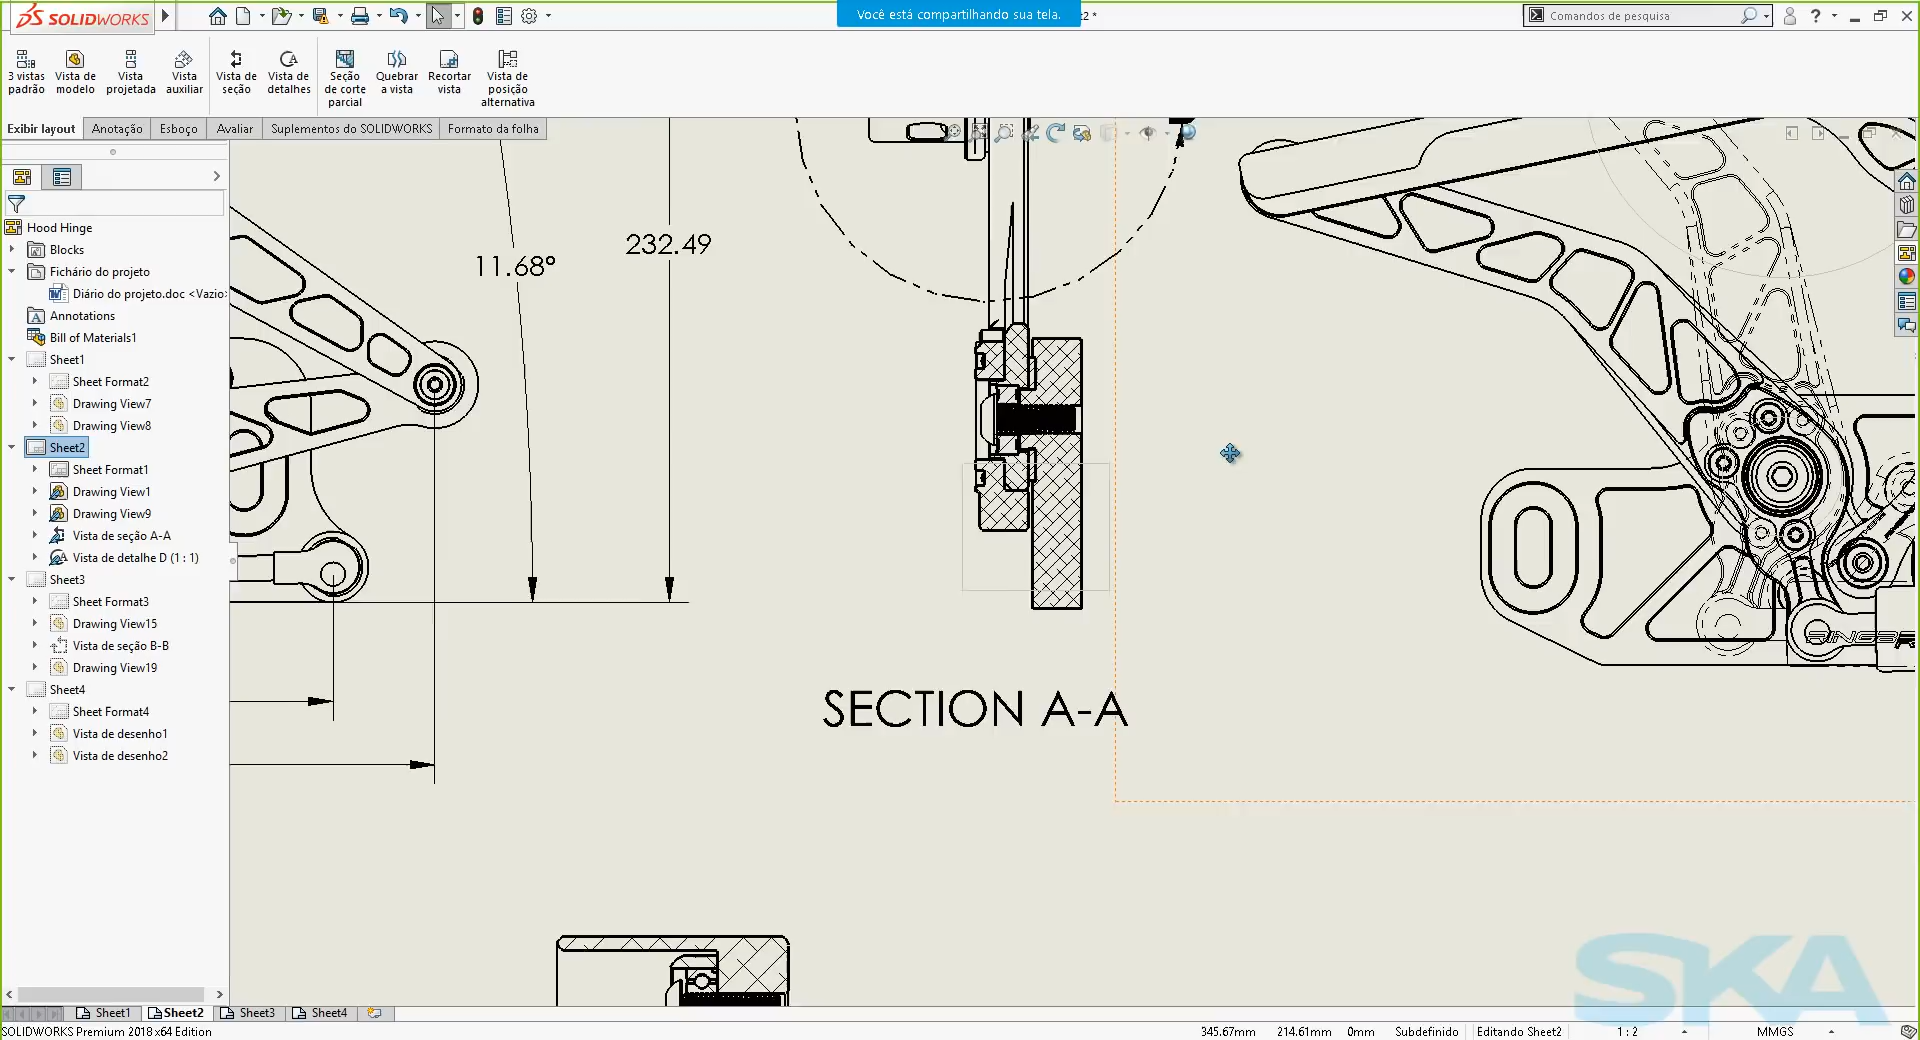 SOLIDWORKS
Você está compartilhando sua tela.
t2 *
Comandos de pesquisa
3 vistas padrão
Vista de modelo
Vista projetada
Vista auxiliar
Vista de seção
Vista de detalhes
Seção de corte parcial
Quebrar a vista
Recortar vista
Vista de posição alternativa
Exibir layout
Anotação
Esboço
Avaliar
Suplementos do SOLIDWORKS
Formato da folha
Hood Hinge
Blocks
Fichário do projeto
Diário do projeto.doc <Vazio>
Annotations
Bill of Materials1
Sheet1
Sheet Format2
Drawing View7
Drawing View8
Sheet2
Sheet Format1
Drawing View1
Drawing View9
Vista de seção A-A
Vista de detalhe D (1 : 1)
Sheet3
Sheet Format3
Drawing View15
Vista de seção B-B
Drawing View19
Sheet4
Sheet Format4
Vista de desenho1
Vista de desenho2
11.68°
232.49
SECTION A-A
SKA
Sheet1
Sheet2
Sheet3
Sheet4
SOLIDWORKS Premium 2018 x64 Edition
345.67mm
214.61mm
0mm
Subdefinido
Editando Sheet2
1 : 2
MMGS